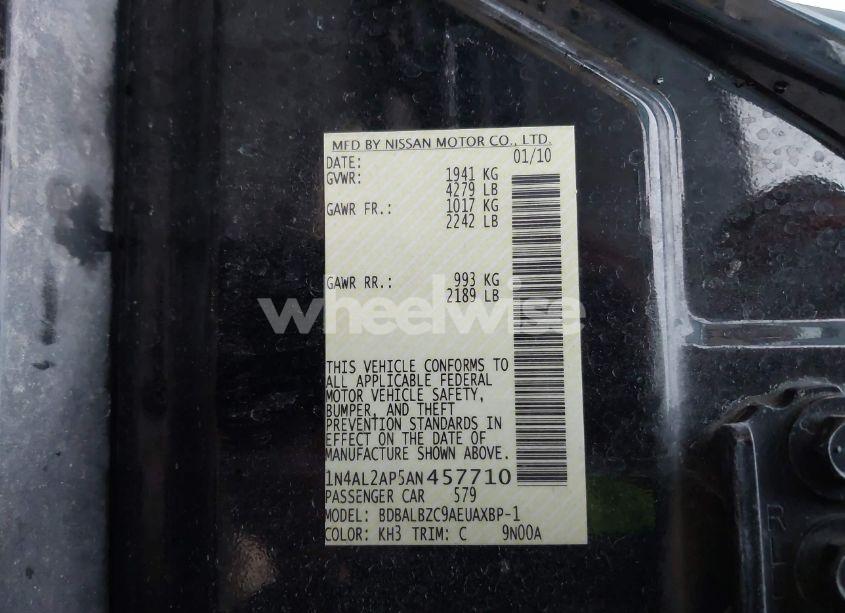 MFD BY NISSAN MOTOR CO., LTD.
DATE: 01/10
GVWR: 1941 KG
4279 LB
GAWR FR.: 1017 KG
2242 LB
GAWR RR.: 993 KG
2189 LB
wheelwise
THIS VEHICLE CONFORMS TO
ALL APPLICABLE FEDERAL
MOTOR VEHICLE SAFETY,
BUMPER, AND THEFT
PREVENTION STANDARDS IN
EFFECT ON THE DATE OF
MANUFACTURE SHOWN ABOVE.
1N4AL2AP5AN457710
PASSENGER CAR 579
MODEL: BDBALBZC9AEUAXBP-1
COLOR: KH3 TRIM: C 9N00A